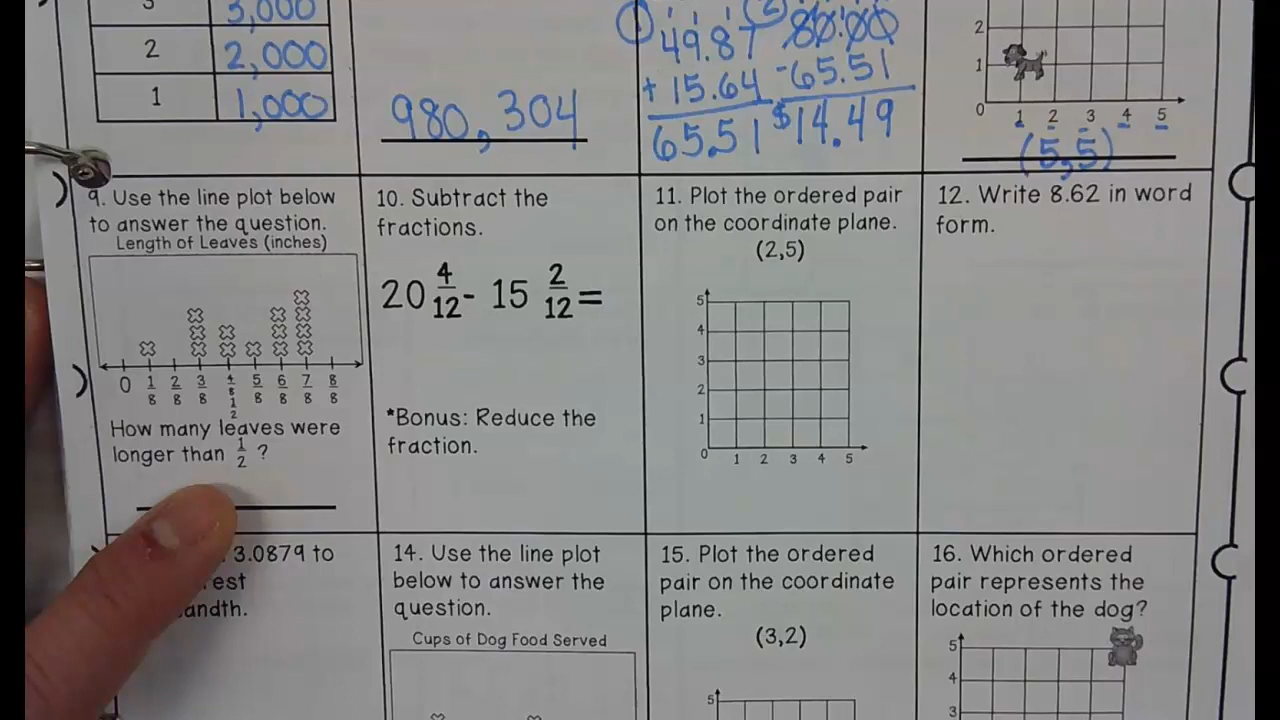 3 3,000
2 2,000
1 1,000
980,304
1 49.87
+ 15.64
65.51
2 80.00
- 65.51
$14.49
2
1
0 1 2 3 4 5
(5,5)
9. Use the line plot below
to answer the question.
Length of Leaves (inches)
0 1/8 2/8 3/8 4/8 5/8 6/8 7/8 8/8
1/2
How many leaves were
longer than 1/2 ?
10. Subtract the
fractions.
20 4/12 - 15 2/12 =
*Bonus: Reduce the
fraction.
11. Plot the ordered pair
on the coordinate plane.
(2,5)
5
4
3
2
1
0 1 2 3 4 5
12. Write 8.62 in word
form.
3.0879 to
14. Use the line plot
below to answer the
question.
Cups of Dog Food Served
15. Plot the ordered
pair on the coordinate
plane.
(3,2)
5
16. Which ordered
pair represents the
location of the dog?
5
4
3